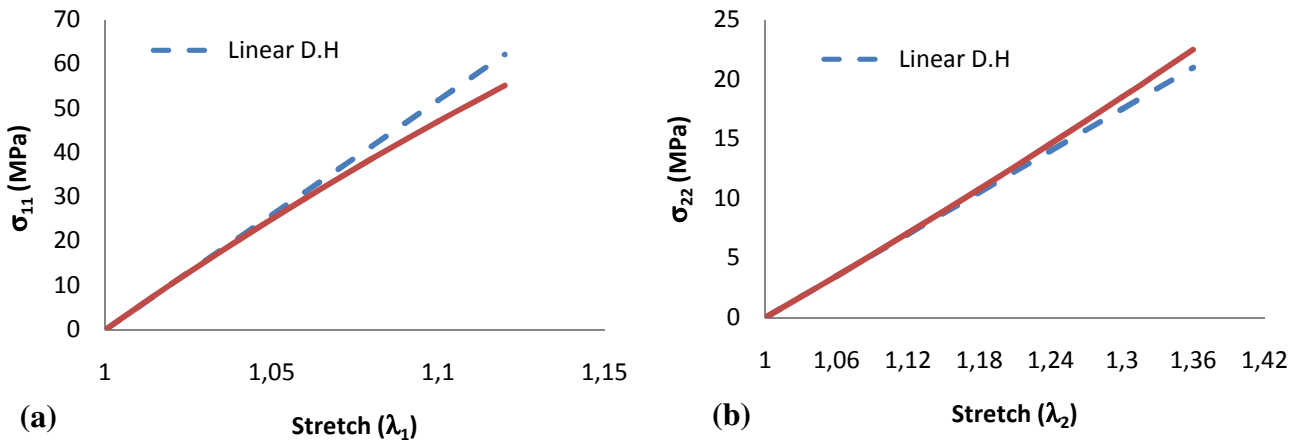 70
60
50
40
30
20
10
0
σ11 (MPa)
Linear D.H
1 1,05 1,1 1,15
(a)
Stretch (λ1)
25
20
15
10
5
0
σ22 (MPa)
Linear D.H
1 1,06 1,12 1,18 1,24 1,3 1,36 1,42
(b)
Stretch (λ2)